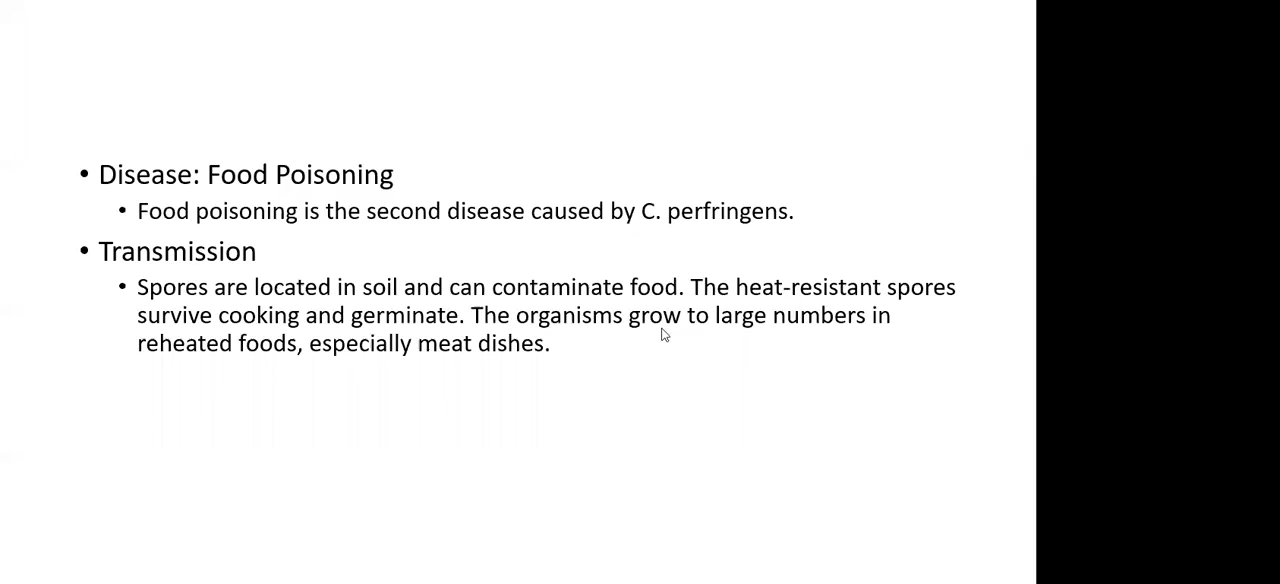 • Disease: Food Poisoning
• Food poisoning is the second disease caused by C. perfringens.
• Transmission
• Spores are located in soil and can contaminate food. The heat-resistant spores
survive cooking and germinate. The organisms grow to large numbers in
reheated foods, especially meat dishes.